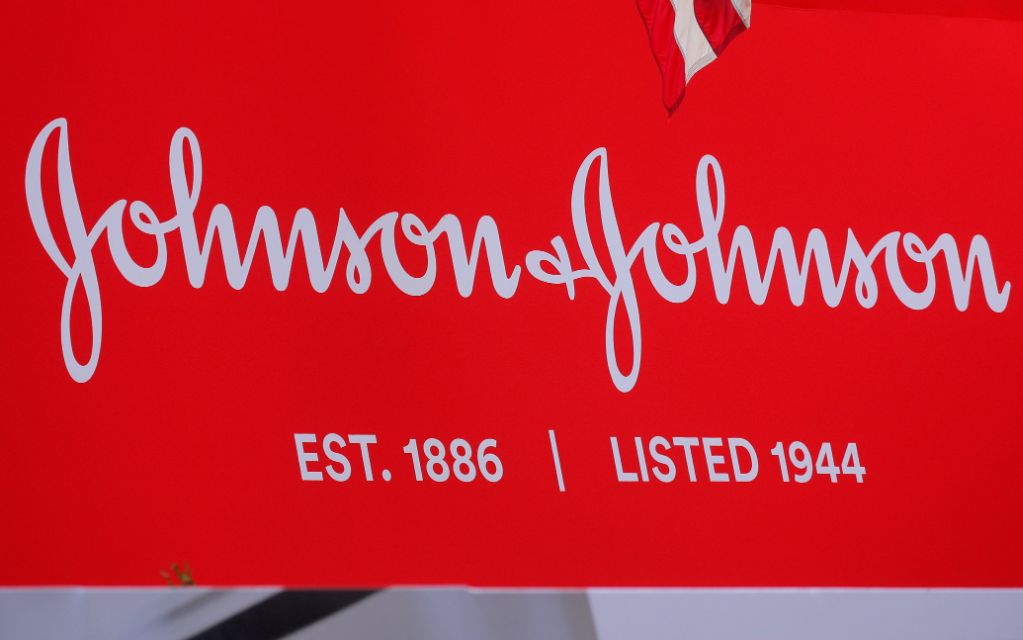 Johnson & Johnson
EST. 1886 | LISTED 1944